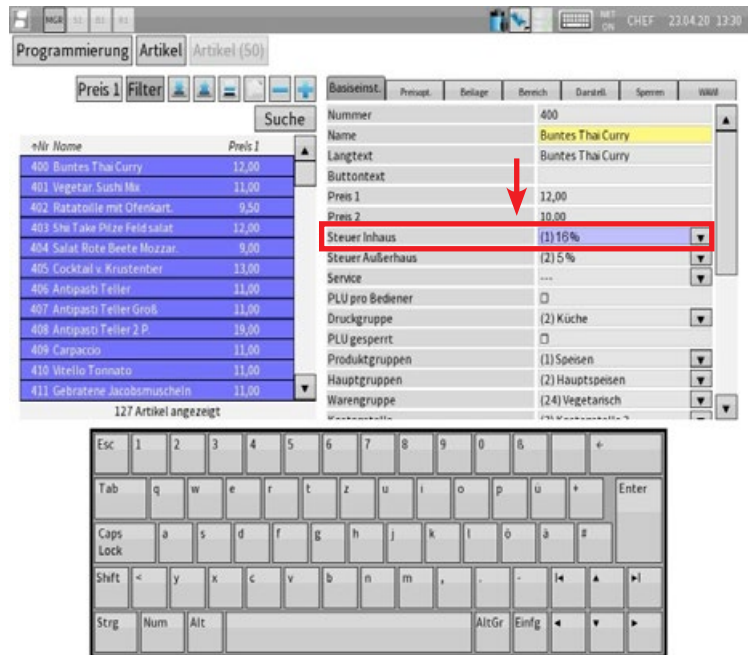 MGR S1 B1 R1 NET ON CHEF 23.04.20 13:30
Programmierung Artikel Artikel (50)
Preis 1 Filter
Suche
↑Nr Name Preis 1
400 Buntes Thai Curry 12,00
401 Vegetar. Sushi Mix 11,00
402 Ratatoille mit Ofenkart. 9,50
403 Shi Take Pilze Feldsalat 12,00
404 Salat Rote Beete Mozzar. 9,00
405 Cocktail v. Krustentier 13,00
406 Antipasti Teller 11,00
407 Antipasti Teller Groß 11,00
408 Antipasti Teller 2 P. 19,00
409 Carpaccio 11,00
410 Vitello Tonnato 11,00
411 Gebratene Jacobsmuscheln 11,00
127 Artikel angezeigt
Basiseinst. Preisopt. Beilage Bereich Darstell. Sperren WAWI
Nummer 400
Name Buntes Thai Curry
Langtext Buntes Thai Curry
Buttontext
Preis 1 12,00
Preis 2 10,00
Steuer Inhaus (1) 16%
Steuer Außerhaus (2) 5 %
Service ---
PLU pro Bediener
Druckgruppe (2) Küche
PLU gesperrt
Produktgruppen (1) Speisen
Hauptgruppen (2) Hauptspeisen
Warengruppe (24) Vegetarisch
Kostenstelle (2) Kostenstelle 2
Esc 1 2 3 4 5 6 7 8 9 0 ß ←
Tab q w e r t z u i o p ü + Enter
Caps Lock a s d f g h j k l ö ä #
Shift < y x c v b n m , . -
Strg Num Alt AltGr Einfg